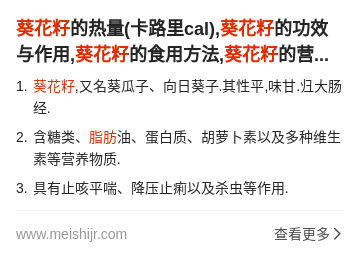 葵花籽的热量(卡路里cal),葵花籽的功效
与作用,葵花籽的食用方法,葵花籽的营...
1. 葵花籽,又名葵瓜子、向日葵子.其性平,味甘.归大肠
经.
2. 含糖类、脂肪油、蛋白质、胡萝卜素以及多种维生
素等营养物质.
3. 具有止咳平喘、降压止痢以及杀虫等作用.
www.meishijr.com 查看更多